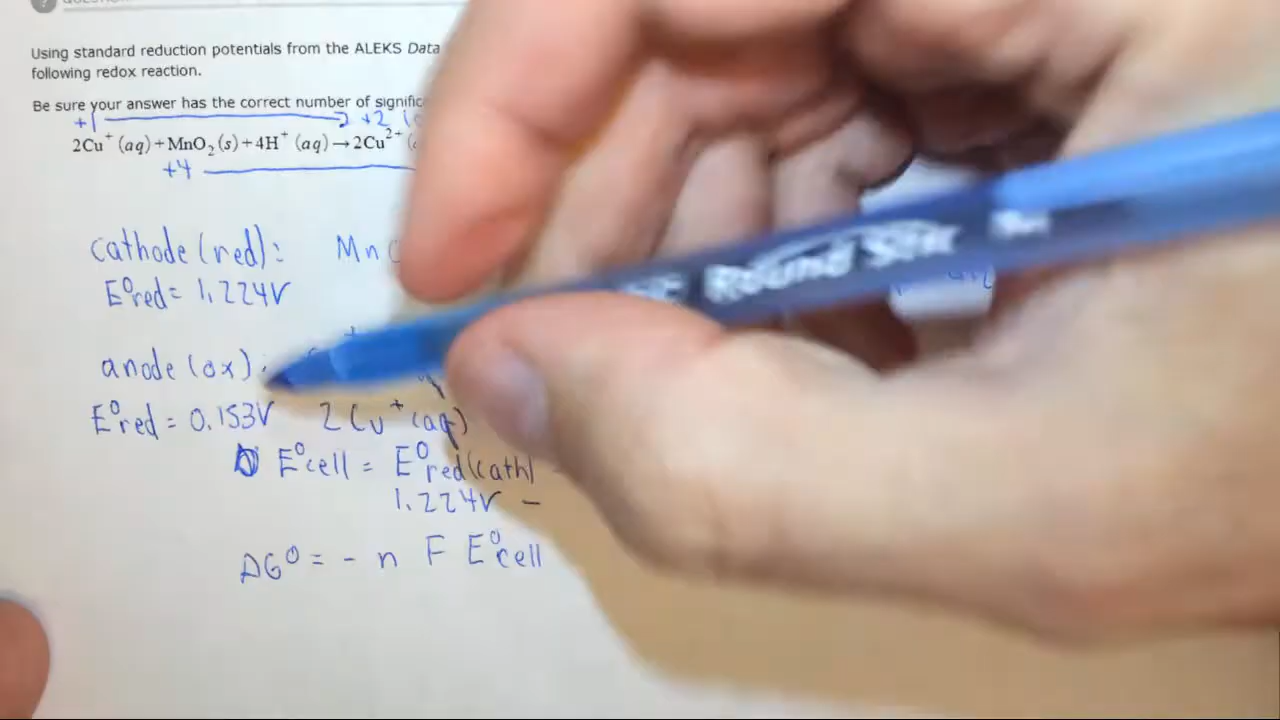 Using standard reduction potentials from the ALEKS Data
following redox reaction.
Be sure your answer has the correct number of
+1 +2
2Cu⁺(aq)+MnO₂(s)+4H⁺(aq)→2Cu²⁺
+4
cathode(red):
E°red = 1.224V
anode(ox):
E°red = 0.153V 2Cu⁺(aq)
E°cell = E°red(cath)
1.224V −
ΔG° = − n F E°cell
Round Stic